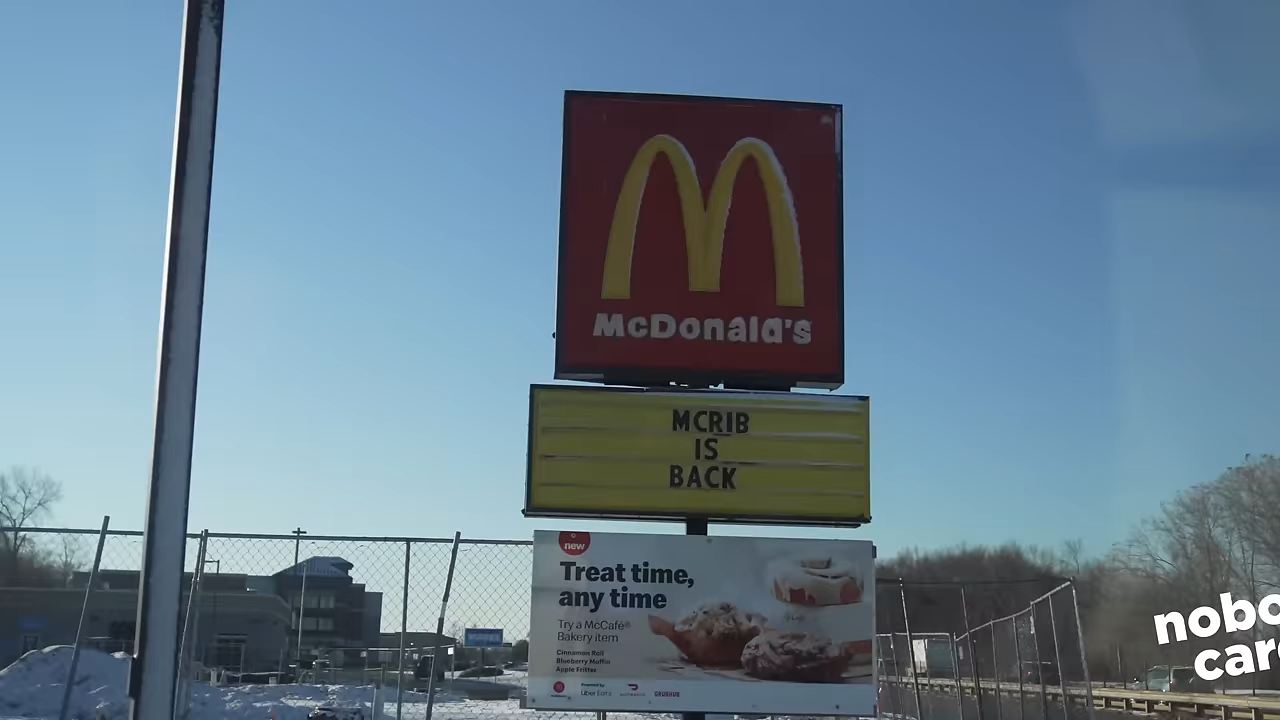 McDonald's
MCRIB
IS
BACK
new
Treat time,
any time
Try a McCafé®
Bakery item
Cinnamon Roll
Blueberry Muffin
Apple Fritter
Uber Eats
GRUBHUB
nobo
care